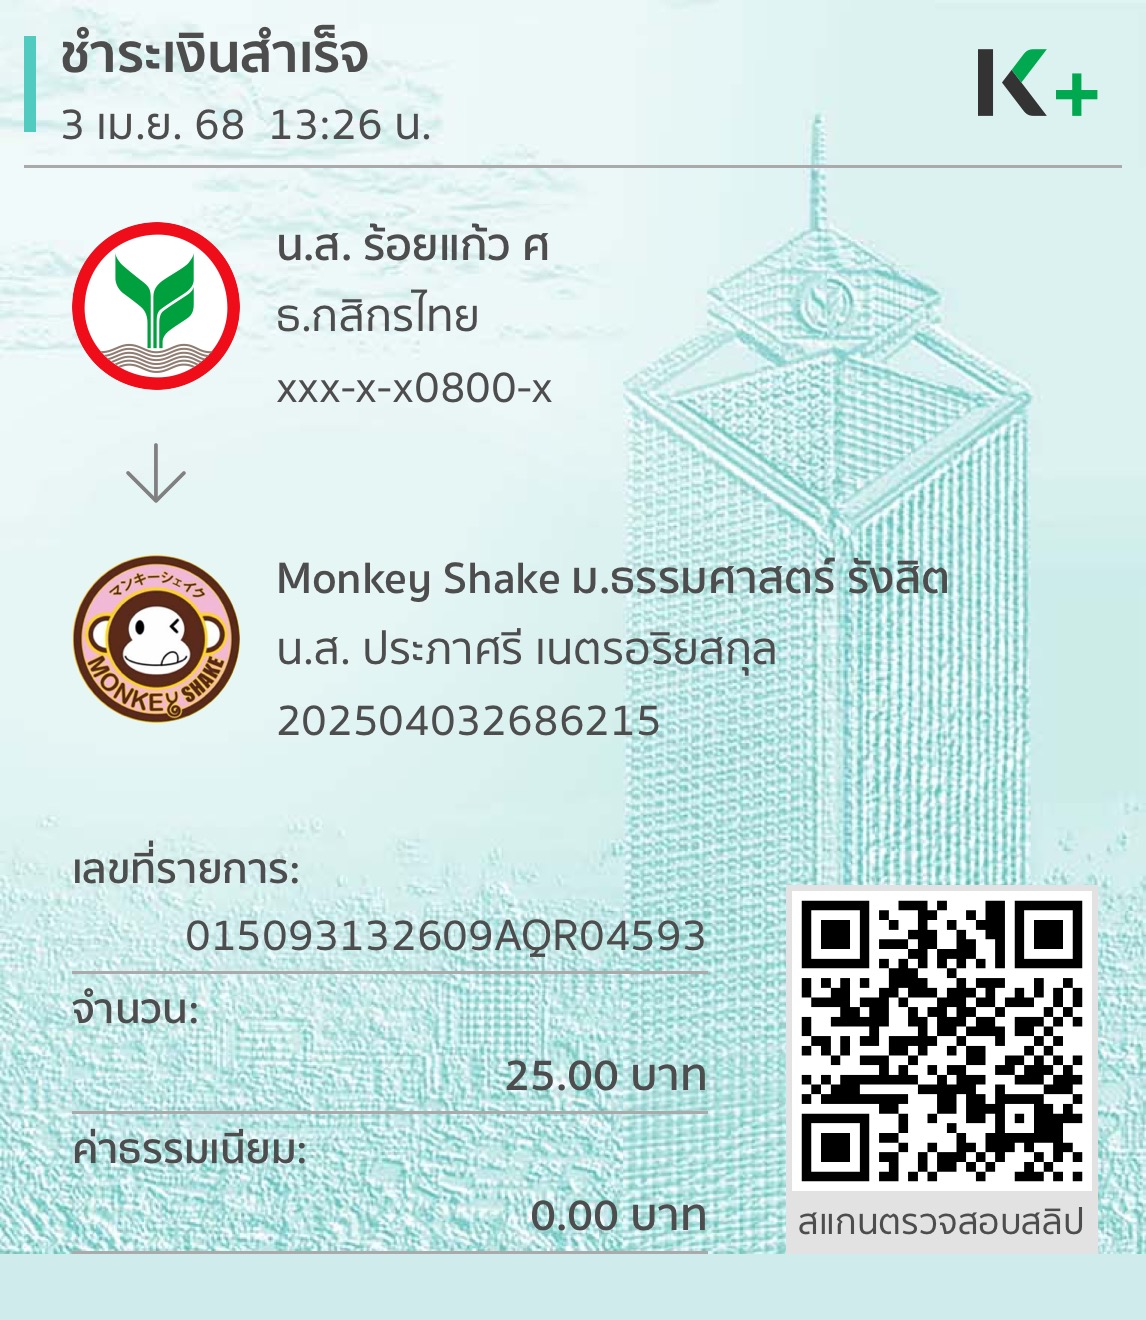 ชำระเงินสำเร็จ
3 เม.ย. 68 13:26 น.
K+
น.ส. ร้อยแก้ว ศ
ธ.กสิกรไทย
xxx-x-x0800-x
マンキーシェイク
MONKEY SHAKE
Monkey Shake ม.ธรรมศาสตร์ รังสิต
น.ส. ประภาศรี เนตรอริยสกุล
202504032686215
เลขที่รายการ:
015093132609AQR04593
จำนวน:
25.00 บาท
ค่าธรรมเนียม:
0.00 บาท
สแกนตรวจสอบสลิป